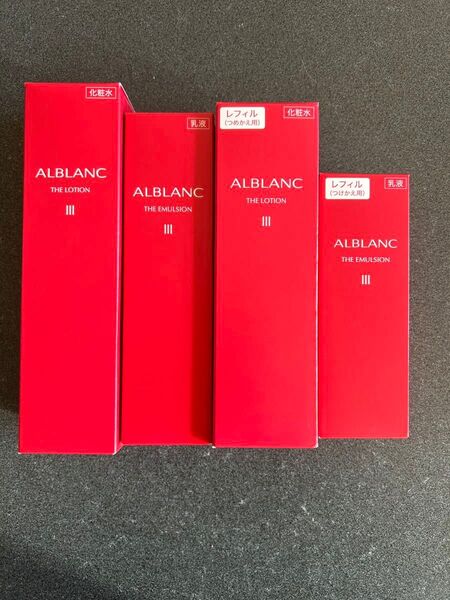 化粧水
ALBLANC
THE LOTION
III
乳液
ALBLANC
THE EMULSION
III
レフィル
(つめかえ用)
化粧水
ALBLANC
THE LOTION
III
レフィル
(つけかえ用)
乳液
ALBLANC
THE EMULSION
III